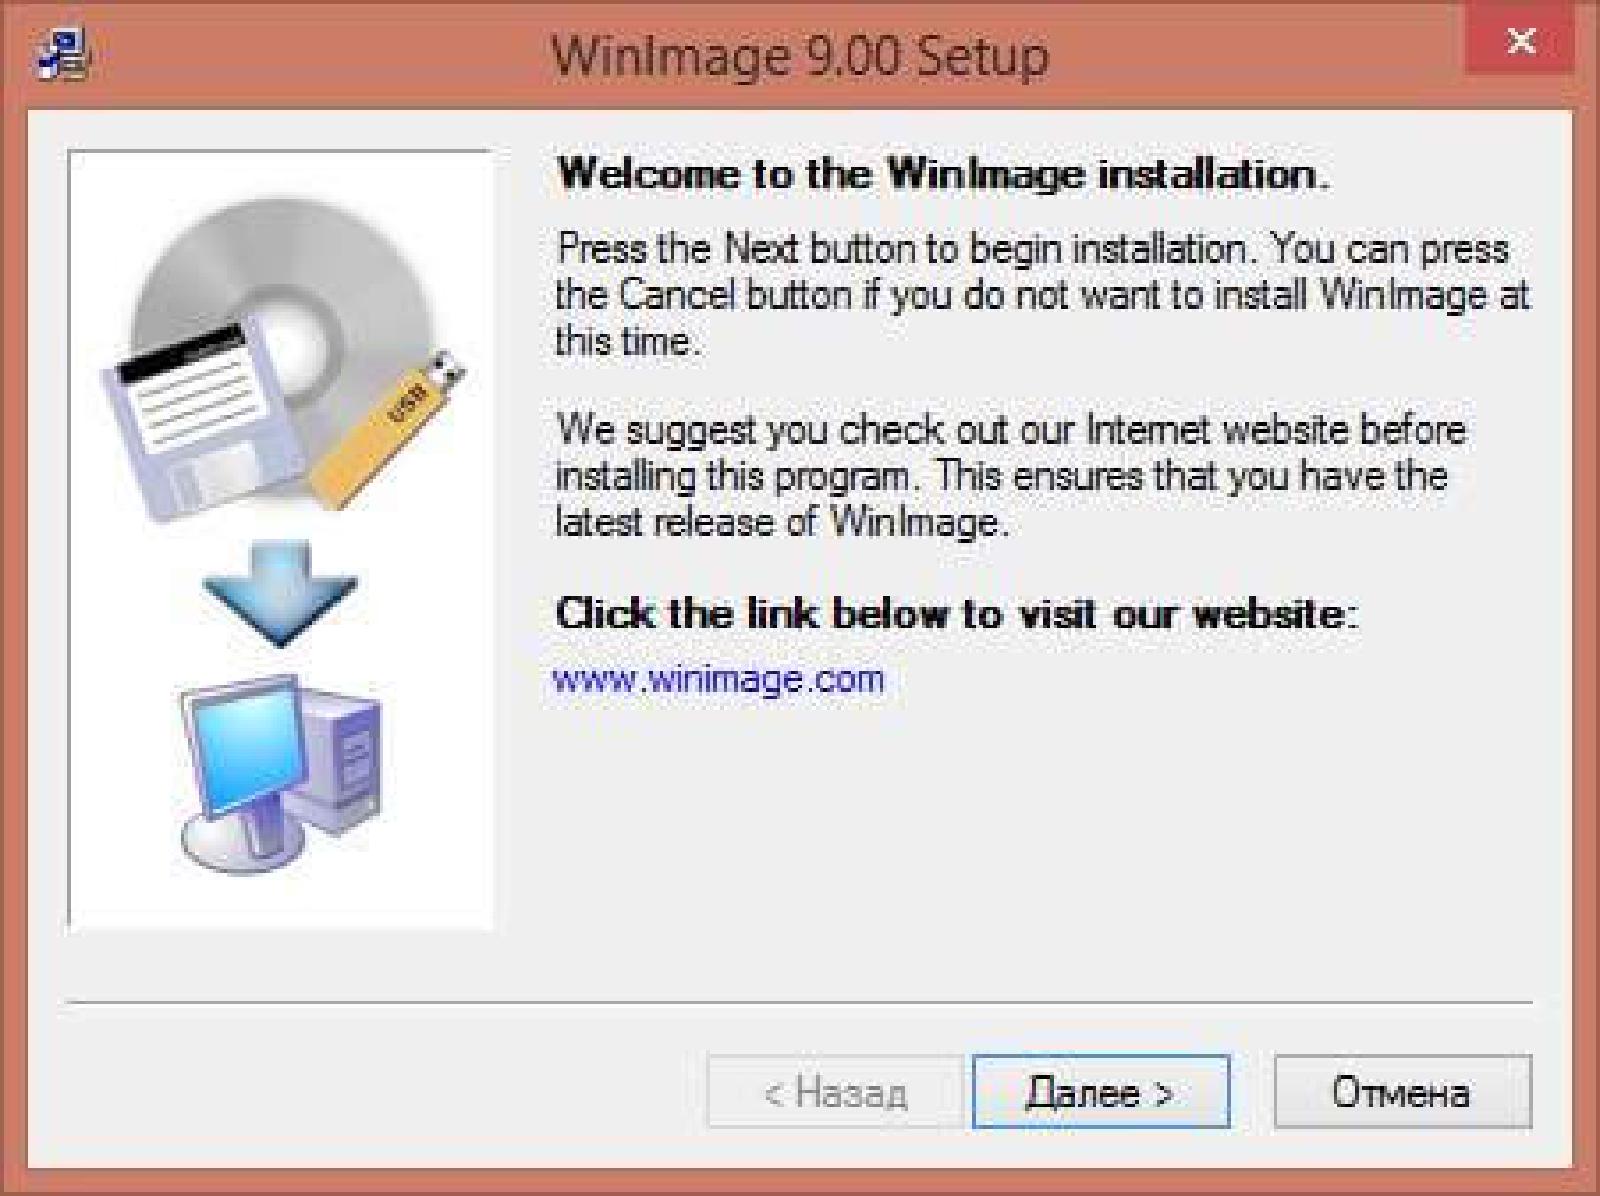 WinImage 9.00 Setup
Welcome to the WinImage installation.
Press the Next button to begin installation. You can press
the Cancel button if you do not want to install WinImage at
this time.
We suggest you check out our Internet website before
installing this program. This ensures that you have the
latest release of WinImage.
Click the link below to visit our website:
www.winimage.com
USB
< Назад
Далее >
Отмена